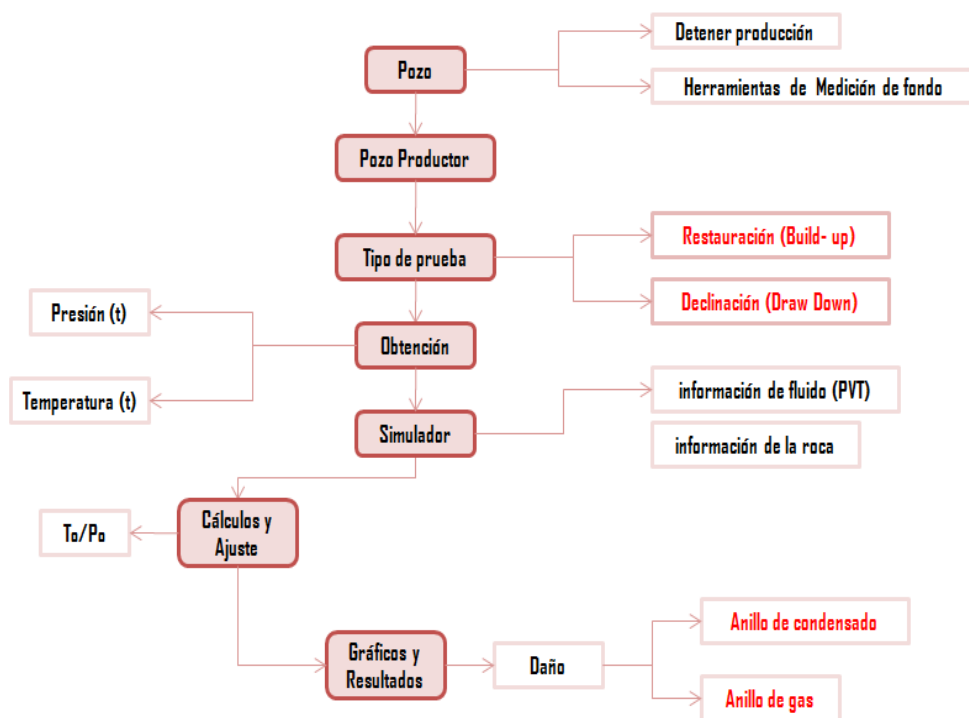 Detener producción
Pozo
Herramientas de Medición de fondo
Pozo Productor
Restauración (Build- up)
Tipo de prueba
Declinación (Draw Down)
Presión (t)
Obtención
Temperatura (t)
información de fluido (PVT)
Simulador
información de la roca
To/Po
Cálculos y
Ajuste
Anillo de condensado
Gráficos y
Resultados
Daño
Anillo de gas